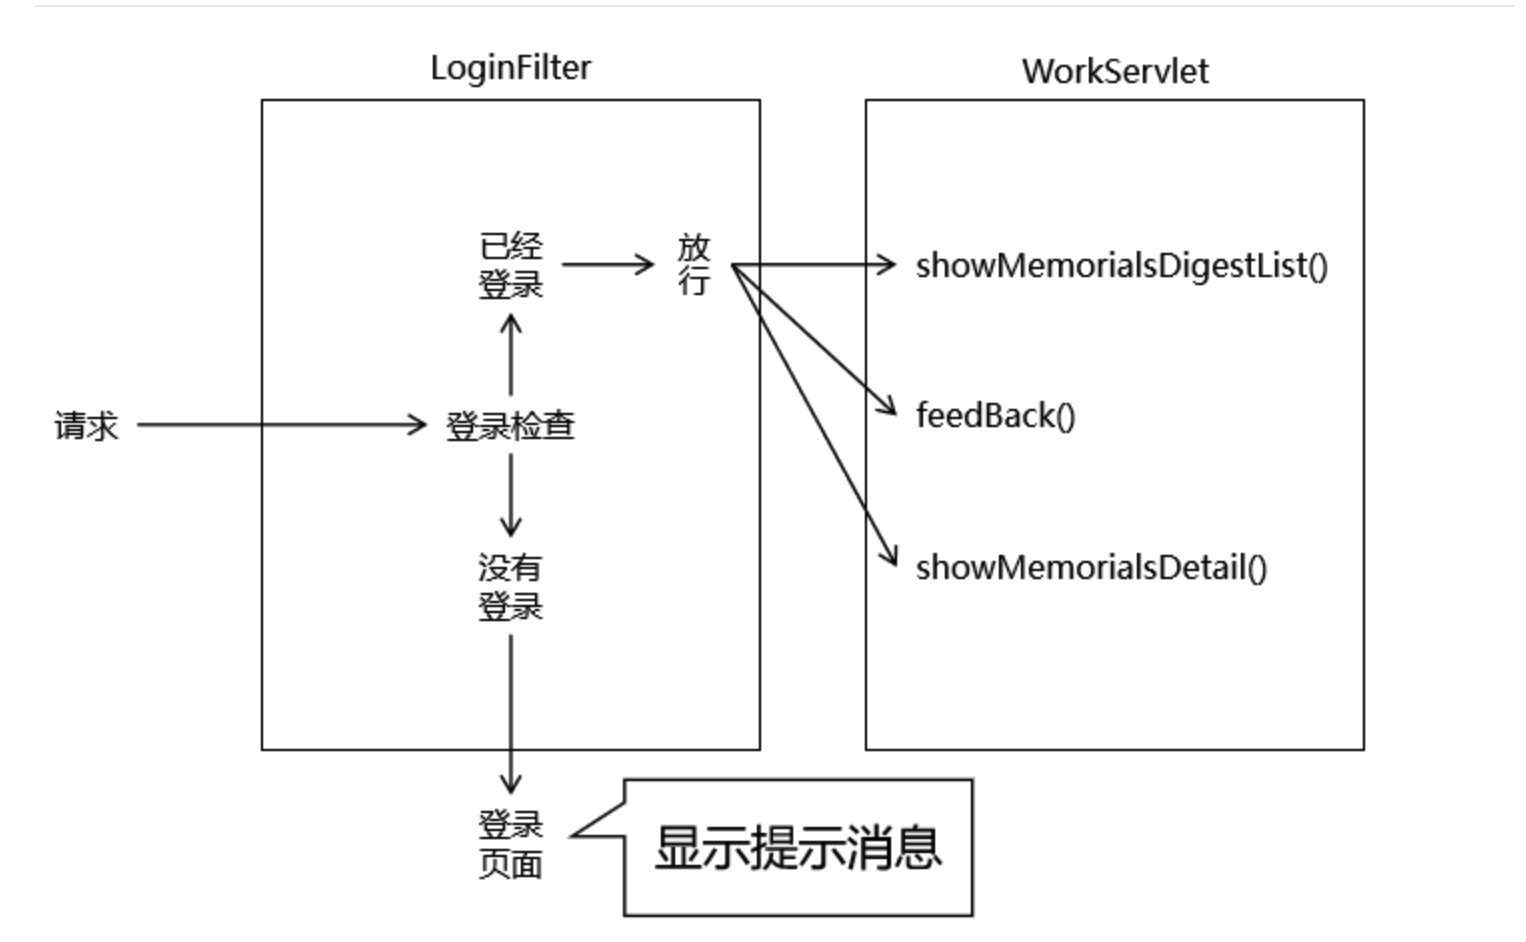 LoginFilter
WorkServlet
已经
登录
放
行
showMemorialsDigestList()
请求
登录检查
feedBack()
没有
登录
showMemorialsDetail()
登录
页面
显示提示消息